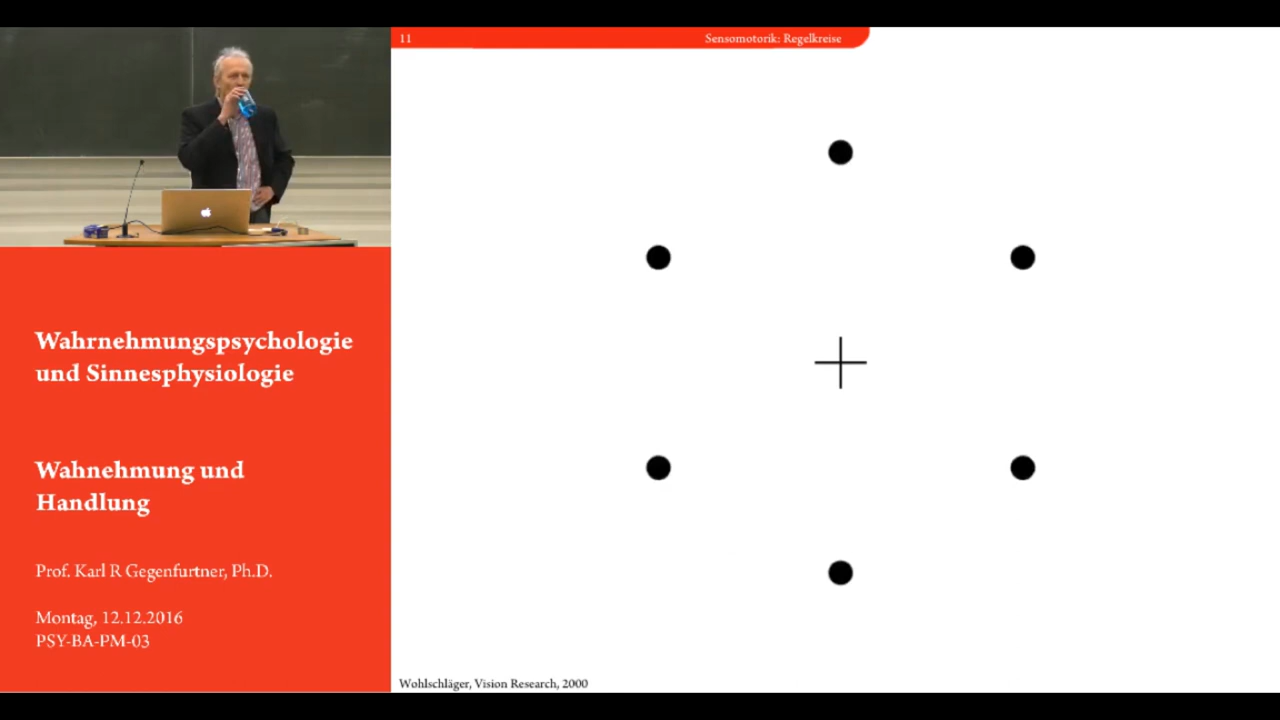 11
Sensomotorik: Regelkreise
Wahrnehmungspsychologie
und Sinnesphysiologie
Wahnehmung und
Handlung
Prof. Karl R Gegenfurtner, Ph.D.
Montag, 12.12.2016
PSY-BA-PM-03
Wohlschläger, Vision Research, 2000